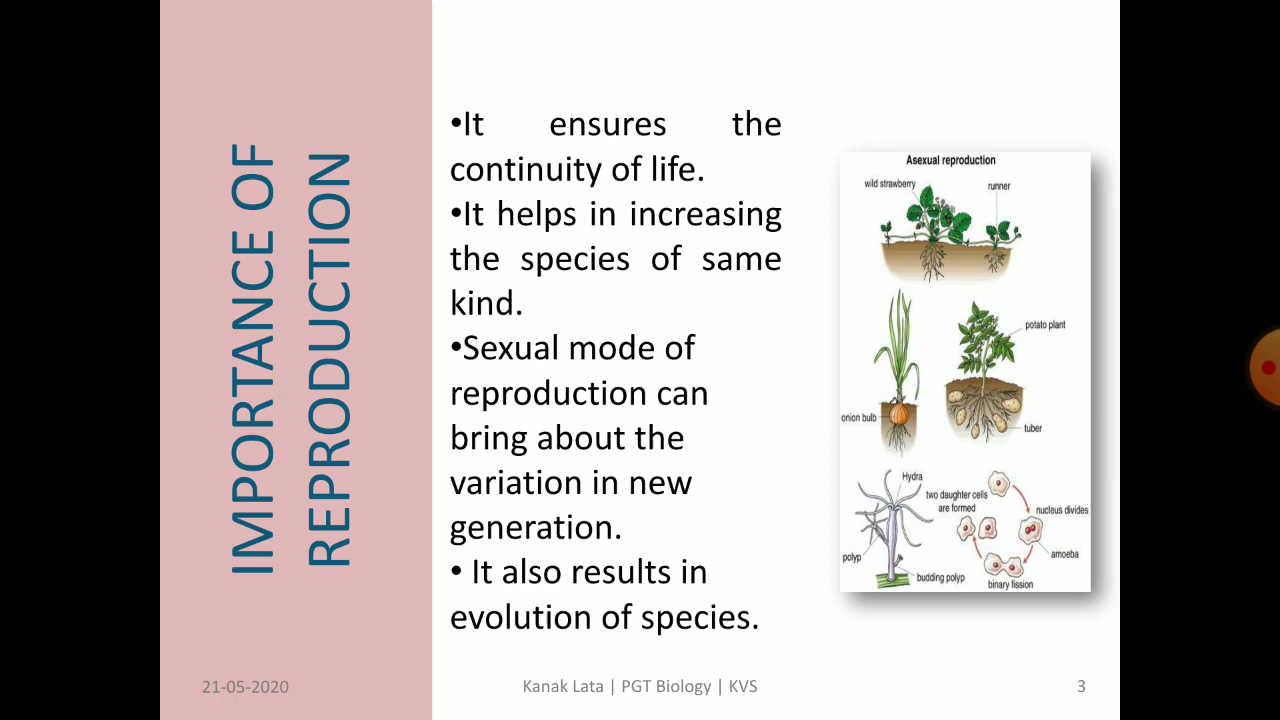 IMPORTANCE OF
REPRODUCTION
•It ensures the
continuity of life.
•It helps in increasing
the species of same
kind.
•Sexual mode of
reproduction can
bring about the
variation in new
generation.
• It also results in
evolution of species.
Asexual reproduction
wild strawberry
runner
potato plant
onion bulb
tuber
Hydra
two daughter cells
are formed
nucleus divides
polyp
amoeba
budding polyp
binary fission
21-05-2020
Kanak Lata | PGT Biology | KVS
3